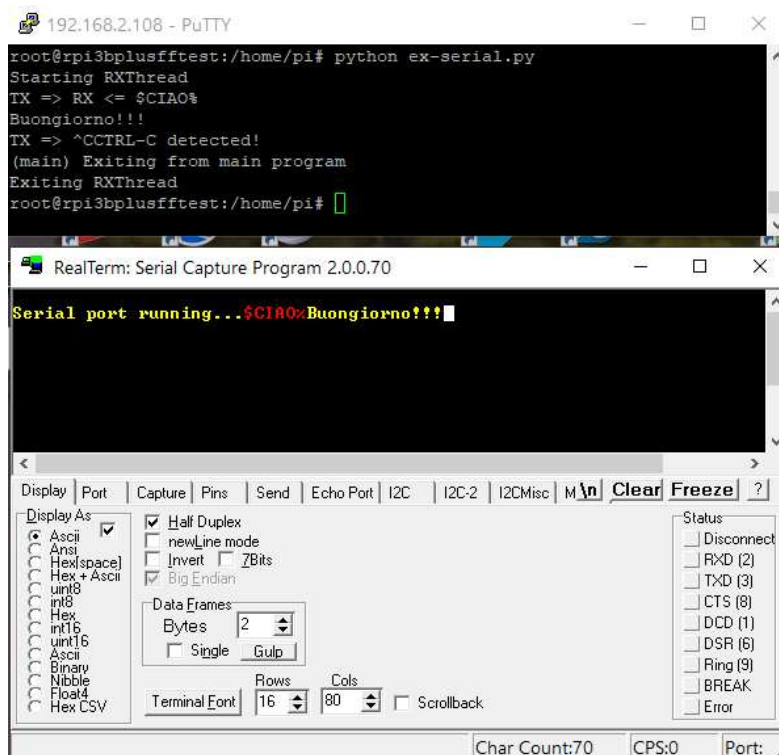 192.168.2.108 - PuTTY
root@rpi3bplusfftest:/home/pi# python ex-serial.py
Starting RXThread
TX => RX <= $CIAO%
Buongiorno!!!
TX => ^CCTRL-C detected!
(main) Exiting from main program
Exiting RXThread
root@rpi3bplusfftest:/home/pi#
RealTerm: Serial Capture Program 2.0.0.70
Serial port running...$CIAO%Buongiorno!!!
Display Port Capture Pins Send Echo Port I2C I2C-2 I2CMisc M \n Clear Freeze ?
Display As
Ascii
Ansi
Hex[space]
Hex + Ascii
uint8
int8
Hex
int16
uint16
Ascii
Binary
Nibble
Float4
Hex CSV
Half Duplex
newLine mode
Invert 7Bits
Big Endian
Data Frames
Bytes 2
Single Gulp
Rows Cols
Terminal Font 16 80 Scrollback
Status
Disconnect
RXD (2)
TXD (3)
CTS (8)
DCD (1)
DSR (6)
Ring (9)
BREAK
Error
Char Count:70 CPS:0 Port: